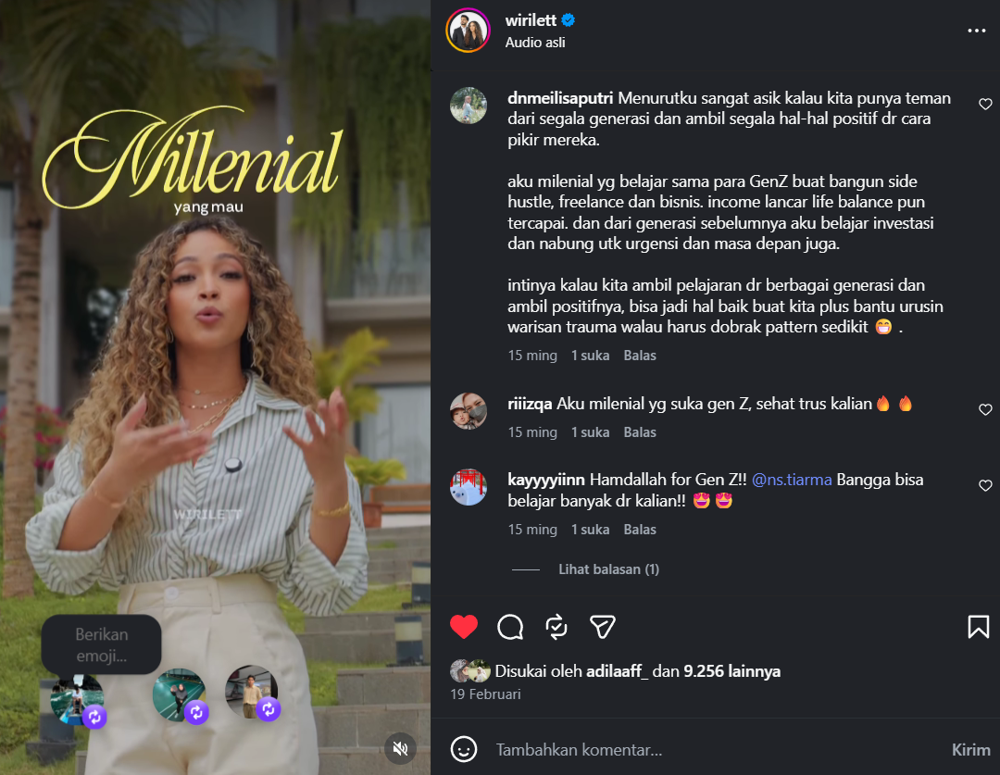 Millenial
yang mau
WIRILETT
Berikan
emoji...
wirilett
Audio asli
dnmeilisaputri Menurutku sangat asik kalau kita punya teman
dari segala generasi dan ambil segala hal-hal positif dr cara
pikir mereka.
aku milenial yg belajar sama para GenZ buat bangun side
hustle, freelance dan bisnis. income lancar life balance pun
tercapai. dan dari generasi sebelumnya aku belajar investasi
dan nabung utk urgensi dan masa depan juga.
intinya kalau kita ambil pelajaran dr berbagai generasi dan
ambil positifnya, bisa jadi hal baik buat kita plus bantu urusin
warisan trauma walau harus dobrak pattern sedikit 😁 .
15 ming 1 suka Balas
riiizqa Aku milenial yg suka gen Z, sehat trus kalian🔥 🔥
15 ming 1 suka Balas
kayyyyiinn Hamdallah for Gen Z!! @ns.tiarma Bangga bisa
belajar banyak dr kalian!! 🤩 🤩
15 ming 1 suka Balas
Lihat balasan (1)
Disukai oleh adilaaff_ dan 9.256 lainnya
19 Februari
Tambahkan komentar...
Kirim